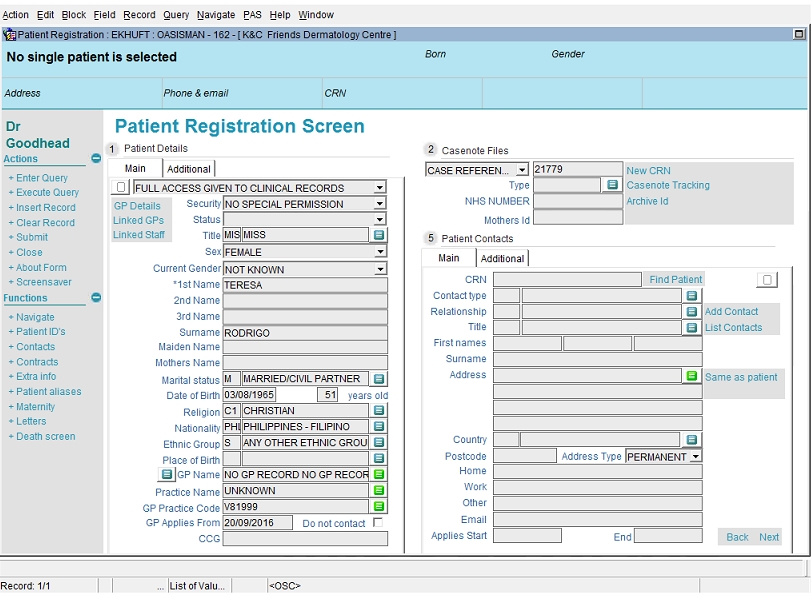 Action Edit Block Field Record Query Navigate PAS Help Window
Patient Registration : EKHUFT : OASISMAN - 162 - [ K&C Friends Dermatology Centre ]
No single patient is selected
Born
Gender
Address
Phone & email
CRN
Dr
Goodhead
Actions
+ Enter Query
+ Execute Query
+ Insert Record
+ Clear Record
+ Submit
+ Close
+ About Form
+ Screensaver
Functions
+ Navigate
+ Patient ID's
+ Contacts
+ Contracts
+ Extra info
+ Patient aliases
+ Maternity
+ Letters
+ Death screen
Patient Registration Screen
1 Patient Details
Main Additional
FULL ACCESS GIVEN TO CLINICAL RECORDS
GP Details
Linked GPs
Linked Staff
Security NO SPECIAL PERMISSION
Status
Title MIS MISS
Sex FEMALE
Current Gender NOT KNOWN
*1st Name TERESA
2nd Name
3rd Name
Surname RODRIGO
Maiden Name
Mothers Name
Marital status M MARRIED/CIVIL PARTNER
Date of Birth 03/08/1965 51 years old
Religion C1 CHRISTIAN
Nationality PHL PHILIPPINES - FILIPINO
Ethnic Group S ANY OTHER ETHNIC GROU
Place of Birth
GP Name NO GP RECORD NO GP RECOR
Practice Name UNKNOWN
GP Practice Code V81999
GP Applies From 20/09/2016 Do not contact
CCG
2 Casenote Files
CASE REFEREN... 21779 New CRN
Type Casenote Tracking
NHS NUMBER Archive Id
Mothers Id
5 Patient Contacts
Main Additional
CRN Find Patient
Contact type
Relationship Add Contact
Title List Contacts
First names
Surname
Address Same as patient
Country
Postcode Address Type PERMANENT
Home
Work
Other
Email
Applies Start End Back Next
Record: 1/1 ... List of Valu... <OSC>